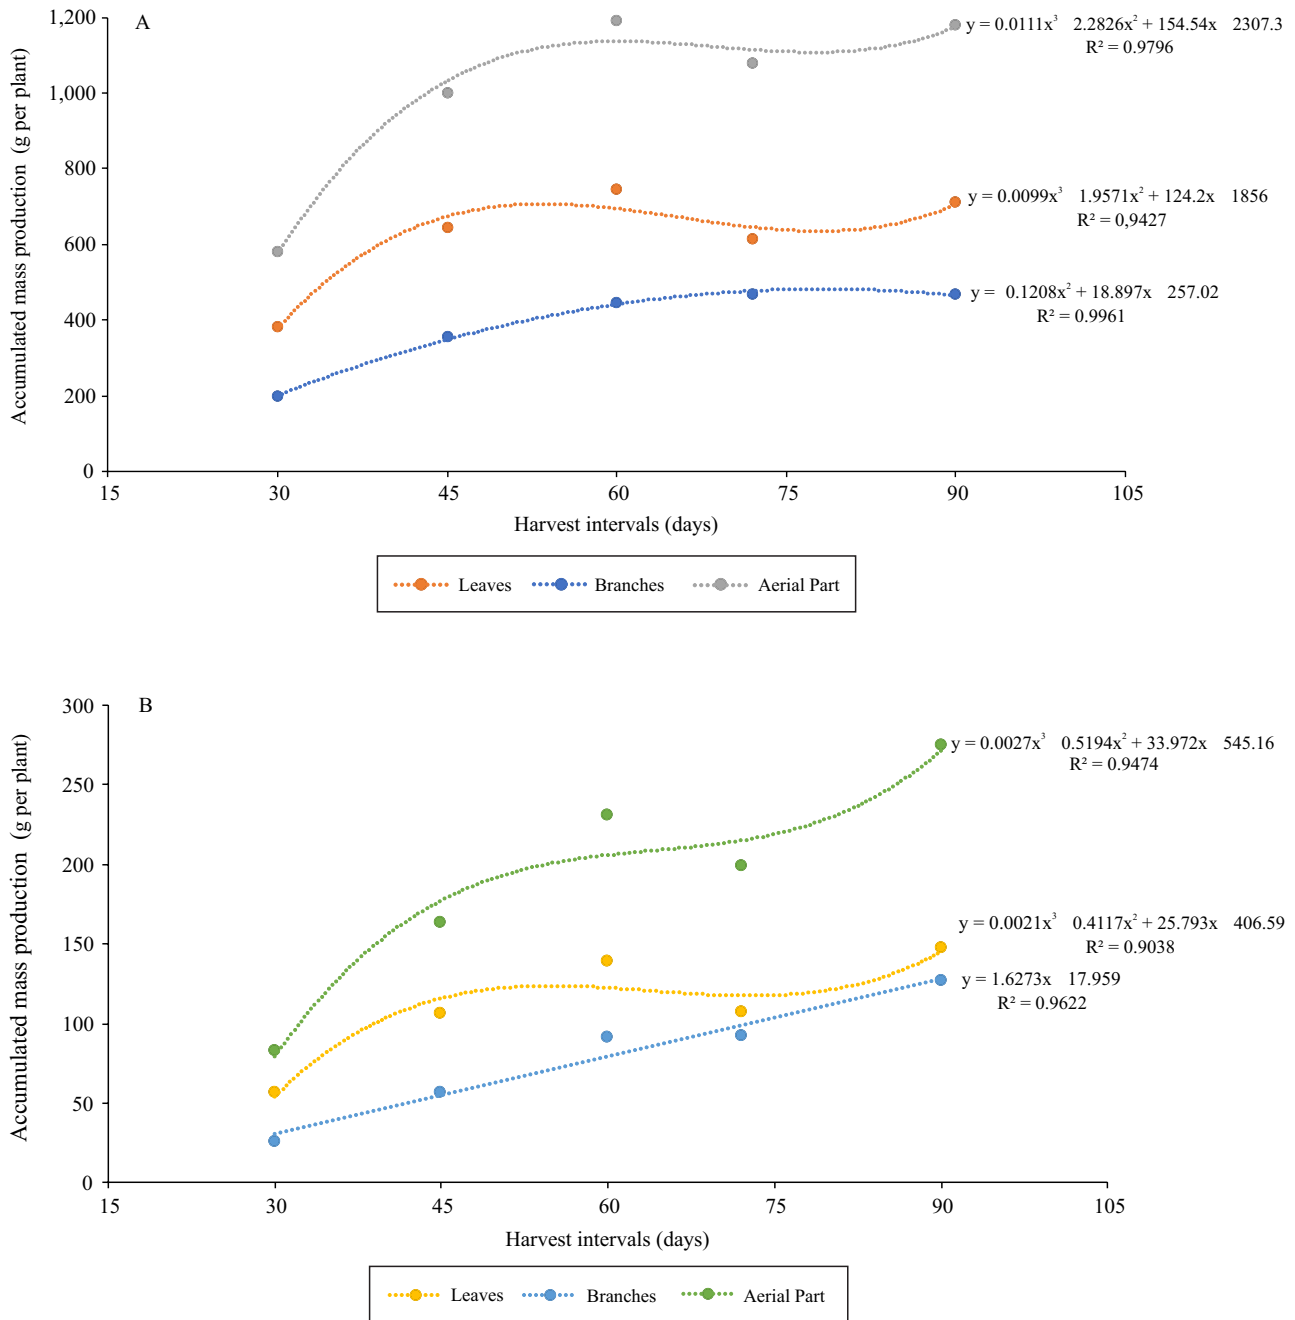 A
Accumulated mass production (g per plant)
1,200
1,000
800
600
400
200
0
y = 0.0111x³ 2.2826x² + 154.54x 2307.3
R² = 0.9796
y = 0.0099x³ 1.9571x² + 124.2x 1856
R² = 0,9427
y = 0.1208x² + 18.897x 257.02
R² = 0.9961
15 30 45 60 75 90 105
Harvest intervals (days)
Leaves Branches Aerial Part
B
Accumulated mass production (g per plant)
300
250
200
150
100
50
0
y = 0.0027x³ 0.5194x² + 33.972x 545.16
R² = 0.9474
y = 0.0021x³ 0.4117x² + 25.793x 406.59
R² = 0.9038
y = 1.6273x 17.959
R² = 0.9622
15 30 45 60 75 90 105
Harvest intervals (days)
Leaves Branches Aerial Part